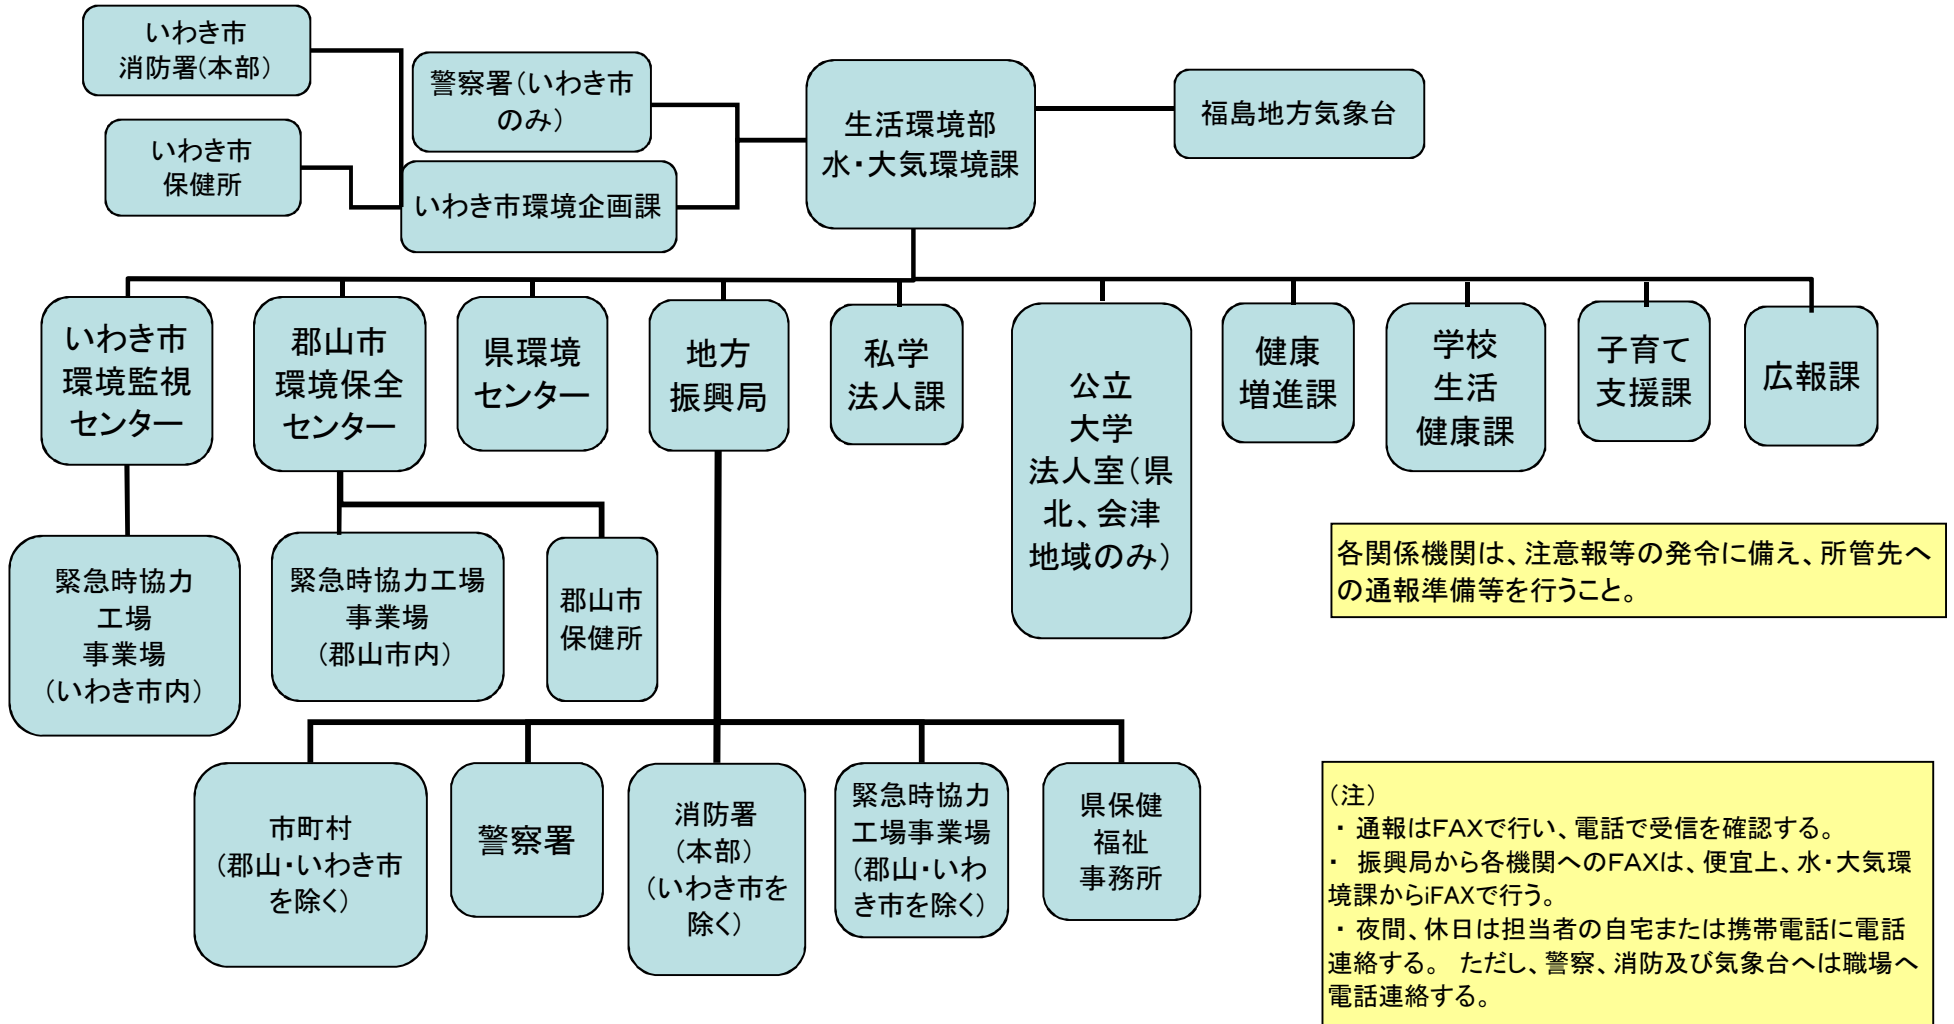 いわき市
消防署(本部)
警察署(いわき市
のみ)
生活環境部
水・大気環境課
福島地方気象台
いわき市
保健所
いわき市環境企画課
いわき市
環境監視
センター
郡山市
環境保全
センター
県環境
センター
地方
振興局
私学
法人課
公立
大学
法人室(県
北、会津
地域のみ)
健康
増進課
学校
生活
健康課
子育て
支援課
広報課
緊急時協力
工場
事業場
(いわき市内)
緊急時協力工場
事業場
(郡山市内)
郡山市
保健所
各関係機関は、注意報等の発令に備え、所管先へ
の通報準備等を行うこと。
市町村
(郡山・いわき市
を除く)
警察署
消防署
(本部)
(いわき市を
除く)
緊急時協力
工場事業場
(郡山・いわ
き市を除く)
県保健
福祉
事務所
(注)
・ 通報はFAXで行い、電話で受信を確認する。
・ 振興局から各機関へのFAXは、便宜上、水・大気環
境課からiFAXで行う。
・ 夜間、休日は担当者の自宅または携帯電話に電話
連絡する。 ただし、警察、消防及び気象台へは職場へ
電話連絡する。